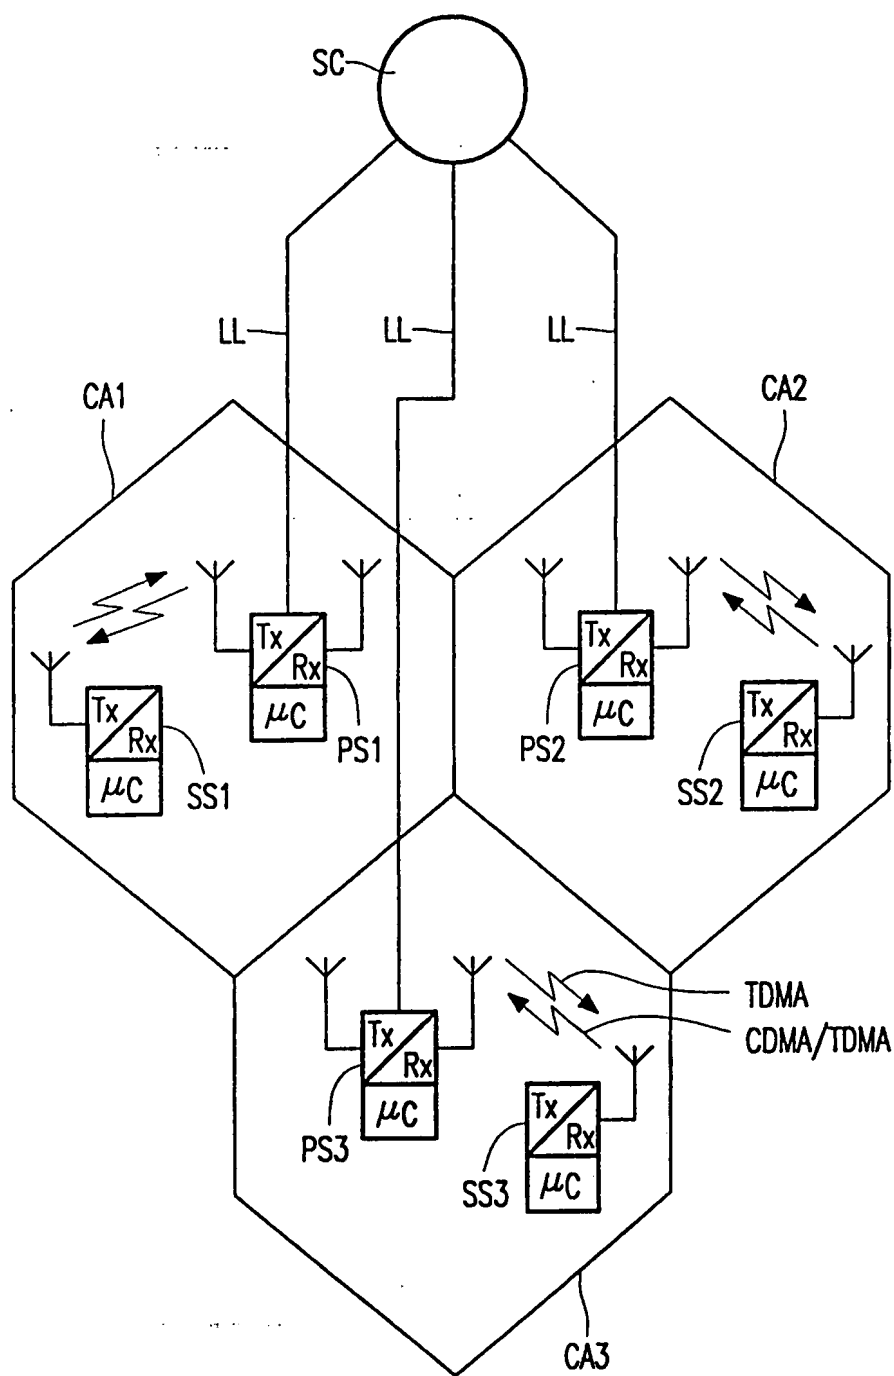 SC
LL LL LL
CA1
CA2
Tx
Rx
μC
PS1
Tx
Rx
μC
SS1
Tx
Rx
μC
PS2
Tx
Rx
μC
SS2
TDMA
CDMA/TDMA
Tx
Rx
μC
PS3
Tx
Rx
μC
SS3
CA3